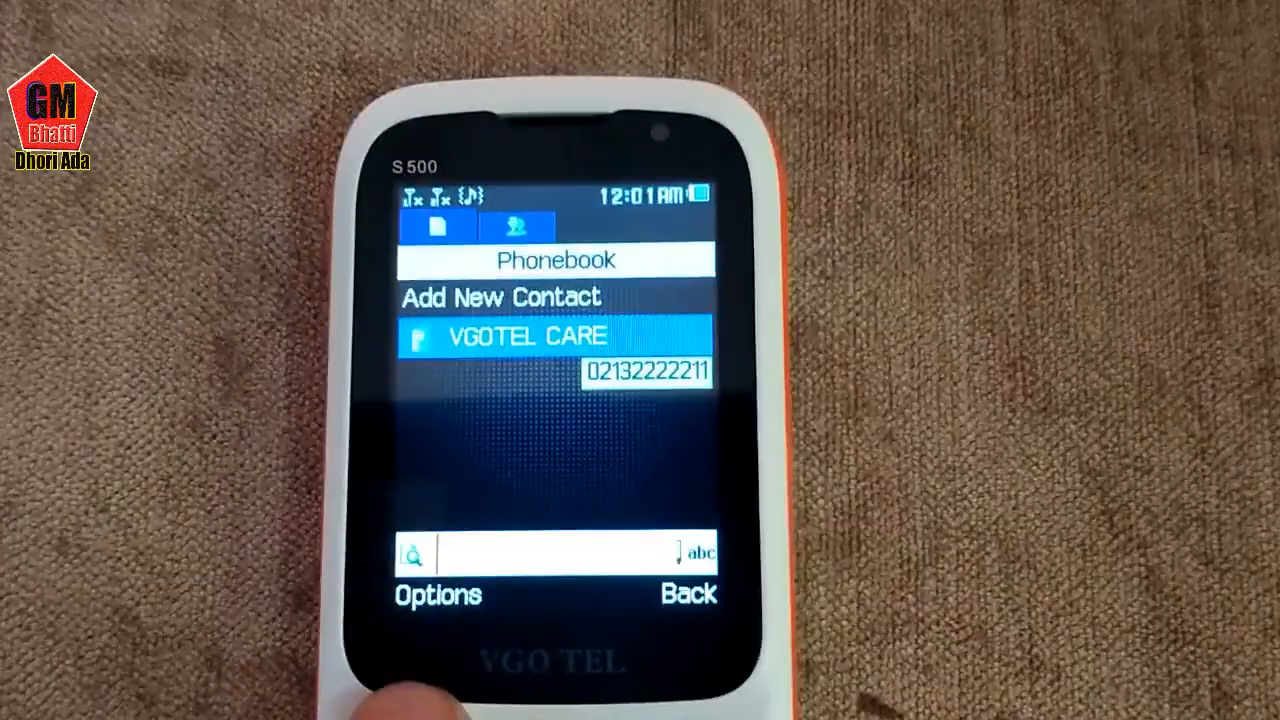 GM
Bhatti
Dhori Ada
S 500
12:01AM
Phonebook
Add New Contact
VGOTEL CARE
02132222211
abc
Options
Back
VGO TEL